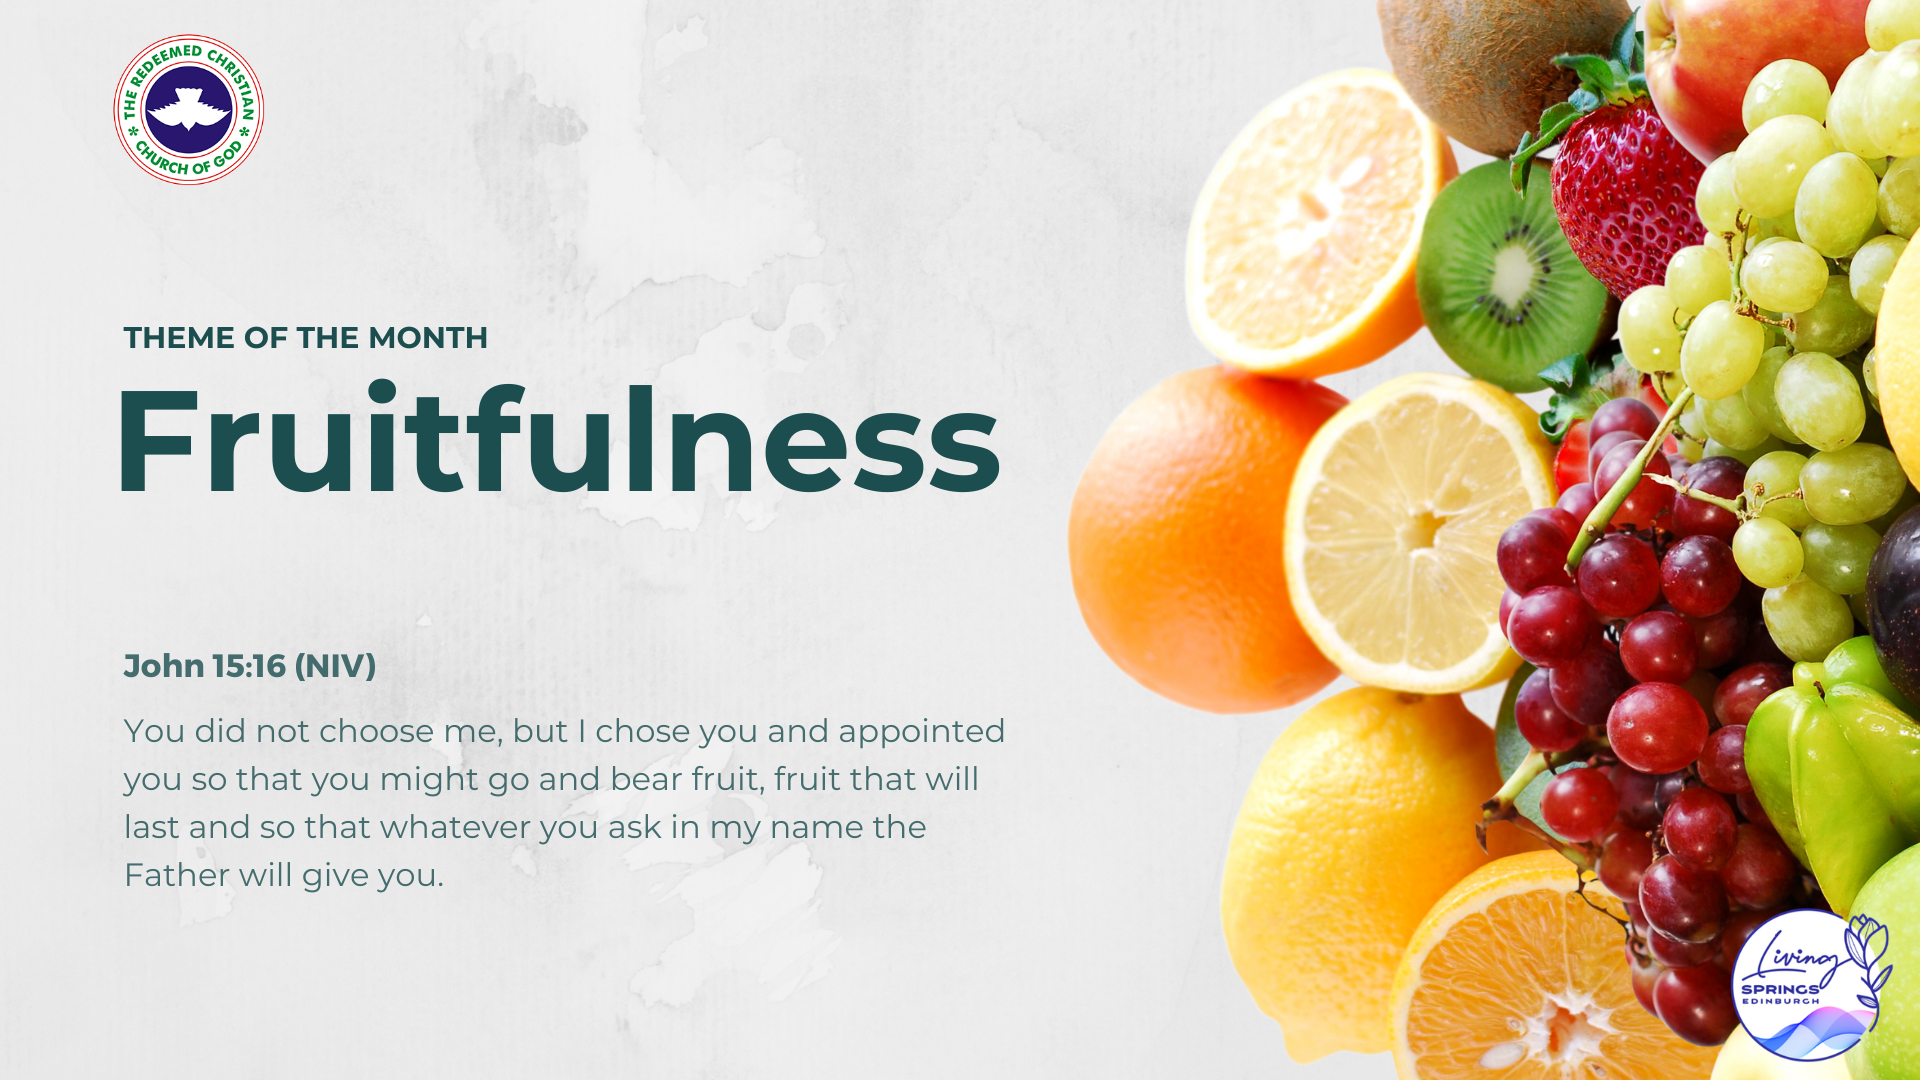 THE REDEEMED CHRISTIAN
* CHURCH OF GOD *
THEME OF THE MONTH
Fruitfulness
John 15:16 (NIV)
You did not choose me, but I chose you and appointed
you so that you might go and bear fruit, fruit that will
last and so that whatever you ask in my name the
Father will give you.
Living
SPRINGS
EDINBURGH